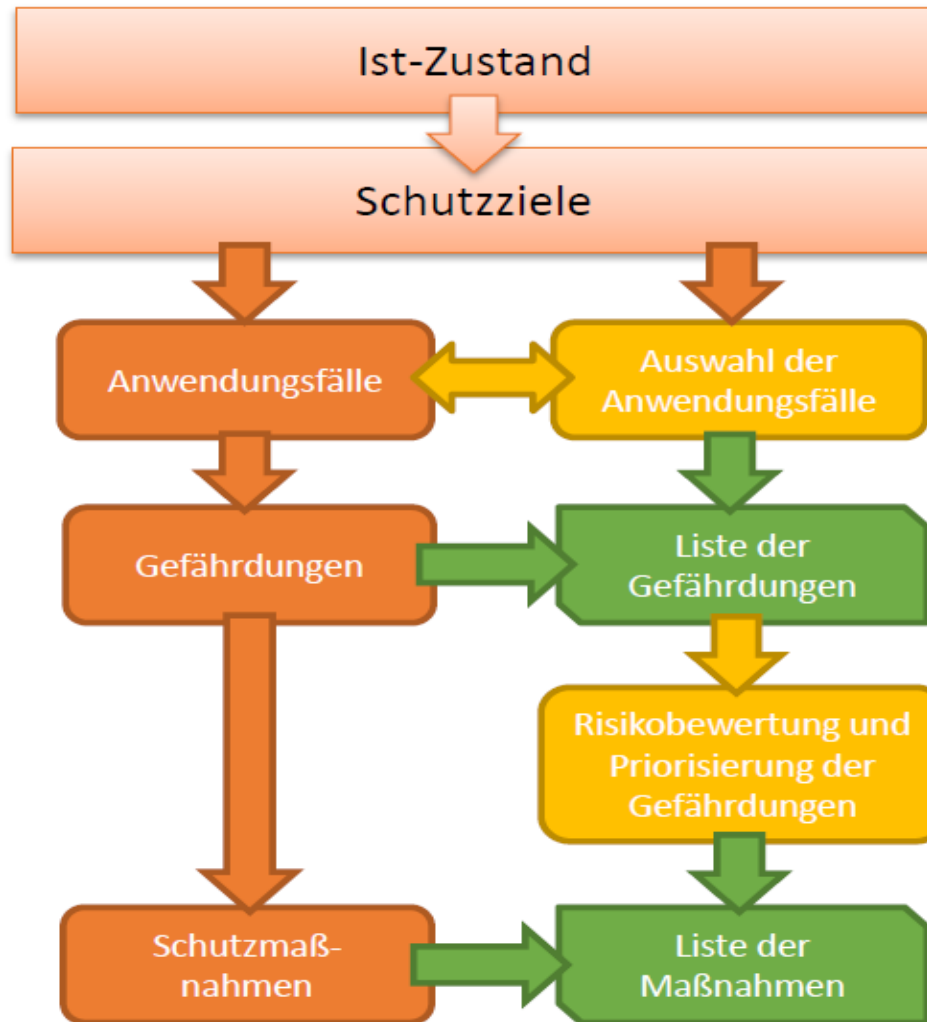 Ist-Zustand
Schutzziele
Anwendungsfälle
Auswahl der
Anwendungsfälle
Gefährdungen
Liste der
Gefährdungen
Risikobewertung und
Priorisierung der
Gefährdungen
Schutzmaß-
nahmen
Liste der
Maßnahmen